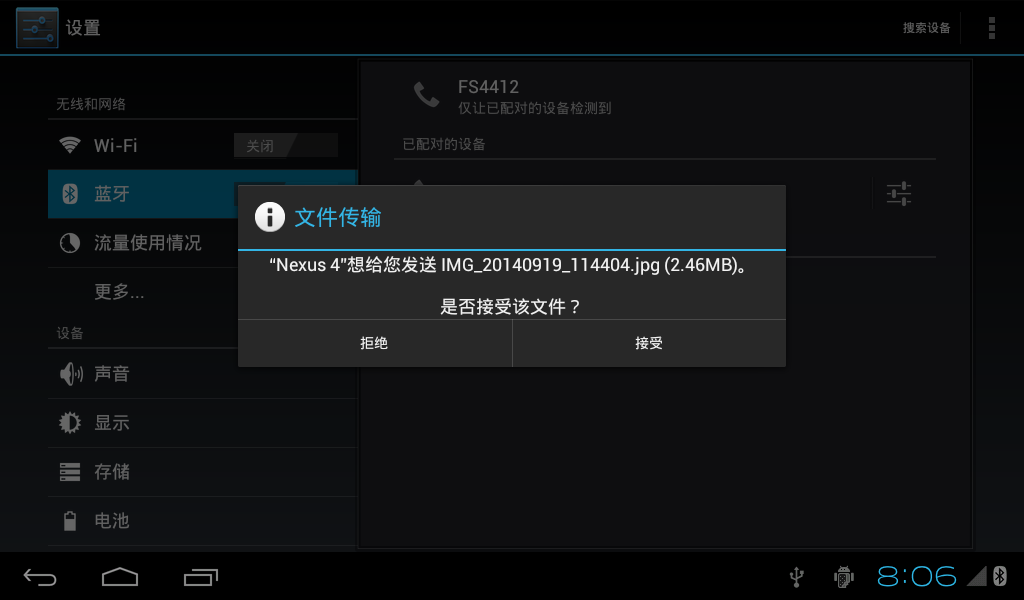 设置
搜索设备
无线和网络
Wi-Fi
关闭
蓝牙
流量使用情况
更多...
设备
声音
显示
存储
电池
FS4412
仅让已配对的设备检测到
已配对的设备
文件传输
“Nexus 4”想给您发送 IMG_20140919_114404.jpg (2.46MB)。
是否接受该文件？
拒绝
接受
8:06